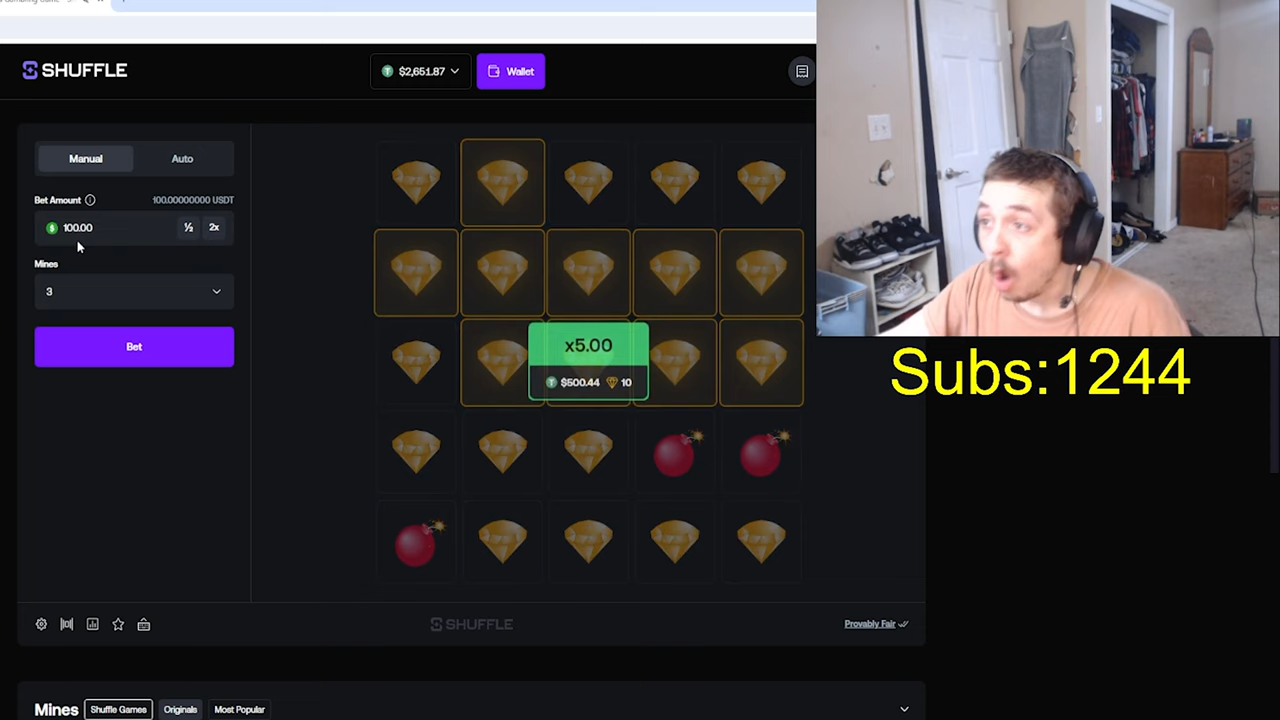 SHUFFLE
$2,651.87
Wallet
Manual
Auto
Bet Amount
100.00000000 USDT
100.00
½
2x
Mines
3
Bet
x5.00
$500.44
10
Subs:1244
SHUFFLE
Provably Fair
Mines
Shuffle Games
Originals
Most Popular